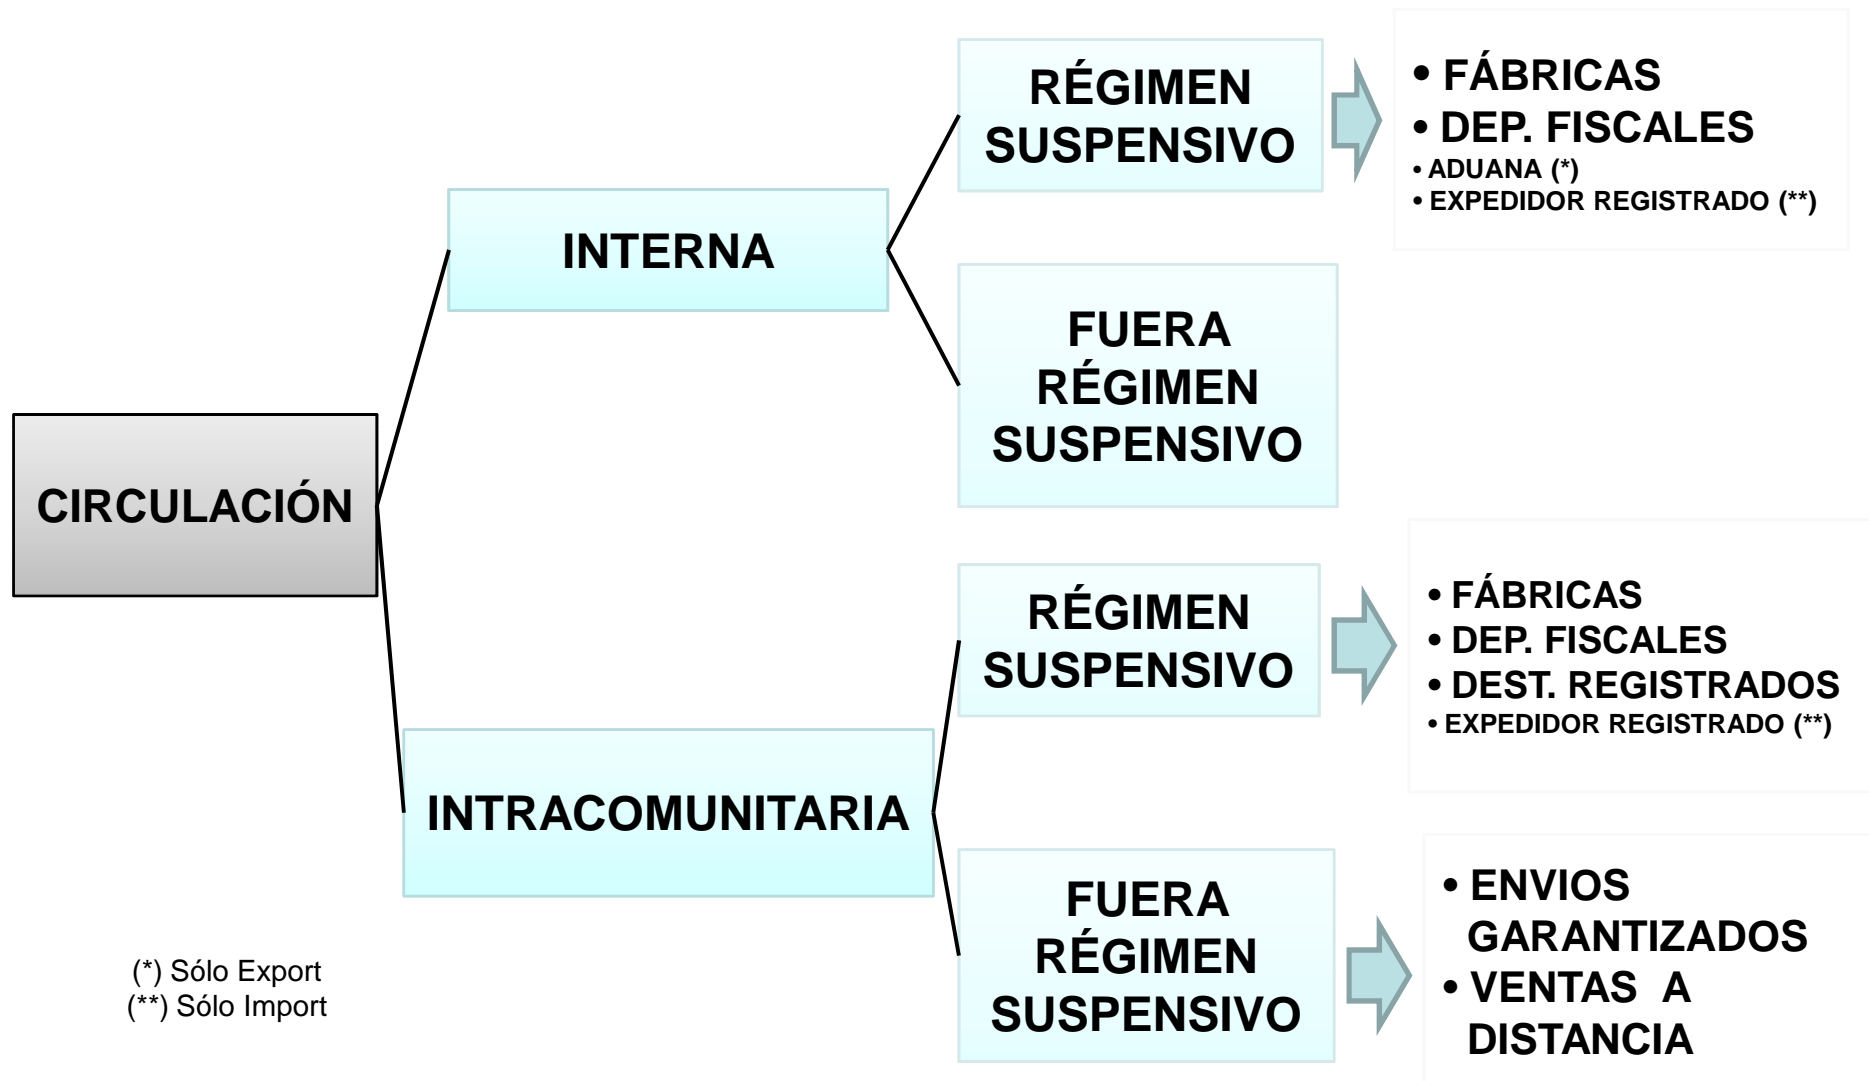 CIRCULACIÓN
INTERNA
RÉGIMEN
SUSPENSIVO
• FÁBRICAS
• DEP. FISCALES
• ADUANA (*)
• EXPEDIDOR REGISTRADO (**)
FUERA
RÉGIMEN
SUSPENSIVO
INTRACOMUNITARIA
RÉGIMEN
SUSPENSIVO
• FÁBRICAS
• DEP. FISCALES
• DEST. REGISTRADOS
• EXPEDIDOR REGISTRADO (**)
FUERA
RÉGIMEN
SUSPENSIVO
• ENVIOS
GARANTIZADOS
• VENTAS A
DISTANCIA
(*) Sólo Export
(**) Sólo Import